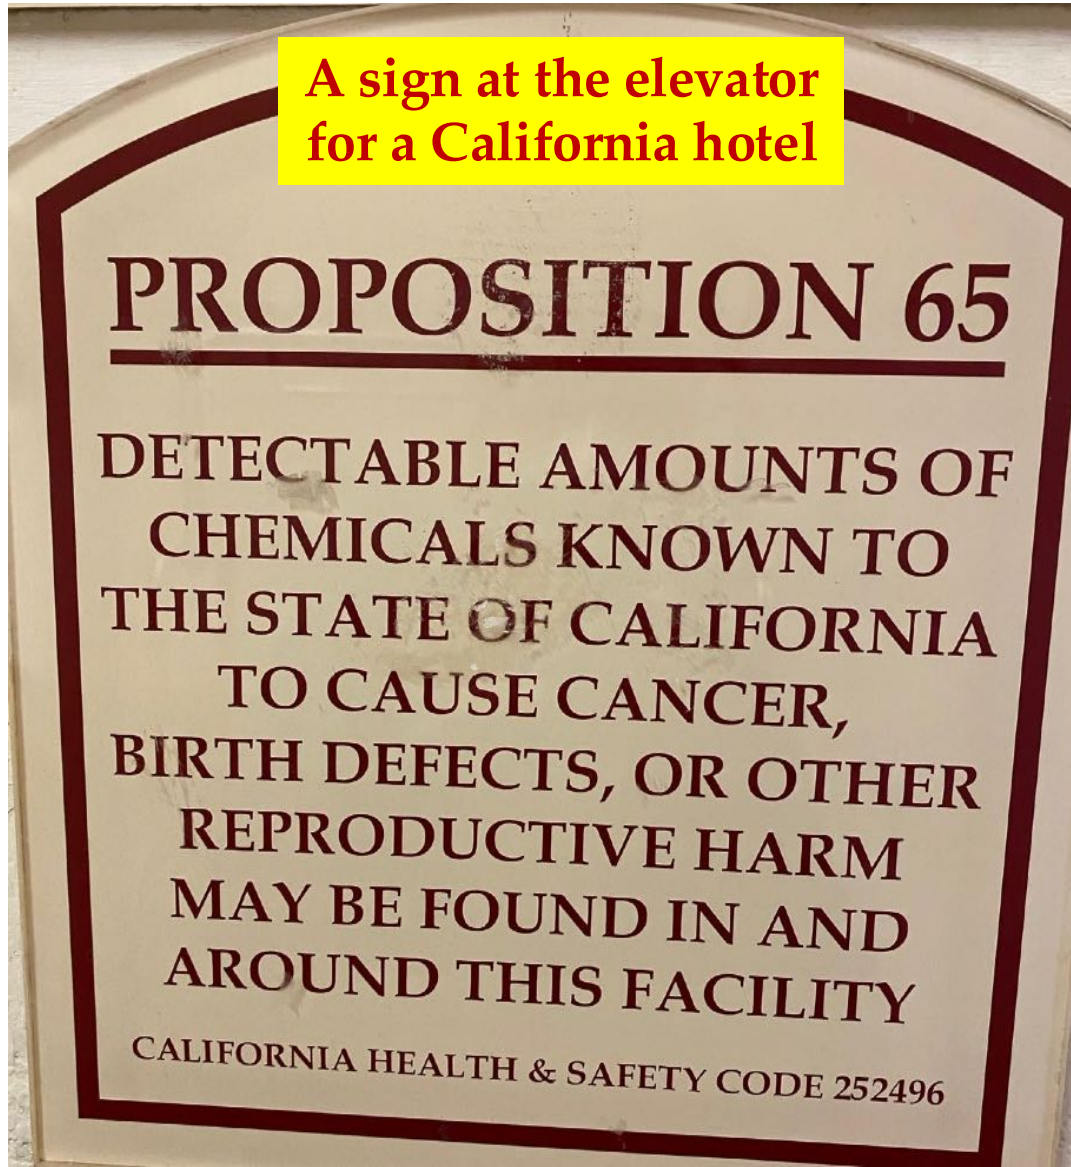 A sign at the elevator
for a California hotel
PROPOSITION 65
DETECTABLE AMOUNTS OF
CHEMICALS KNOWN TO
THE STATE OF CALIFORNIA
TO CAUSE CANCER,
BIRTH DEFECTS, OR OTHER
REPRODUCTIVE HARM
MAY BE FOUND IN AND
AROUND THIS FACILITY
CALIFORNIA HEALTH & SAFETY CODE 252496